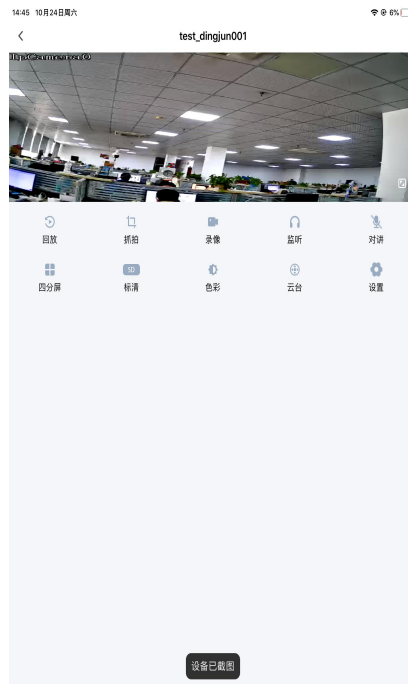 14:45 10月24日周六 6%
test_dingjun001
回放 抓拍 录像 监听 对讲
SD
四分屏 标清 色彩 云台 设置
设备已截图